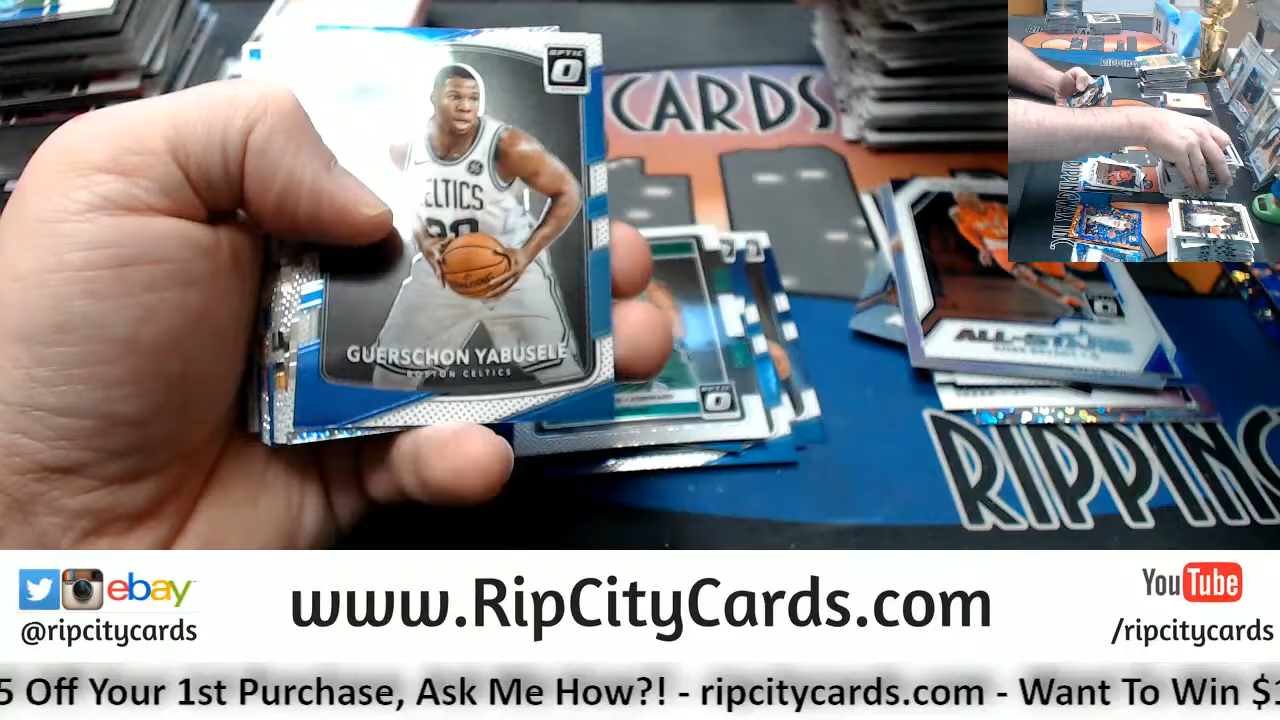 OPTIC
CARDS
CELTICS
GUERSCHON YABUSELE
BOSTON CELTICS
OPTIC
ALL-STARS
RIPPING
ebay
@ripcitycards
www.RipCityCards.com
YouTube
/ripcitycards
5 Off Your 1st Purchase, Ask Me How?! - ripcitycards.com - Want To Win $1